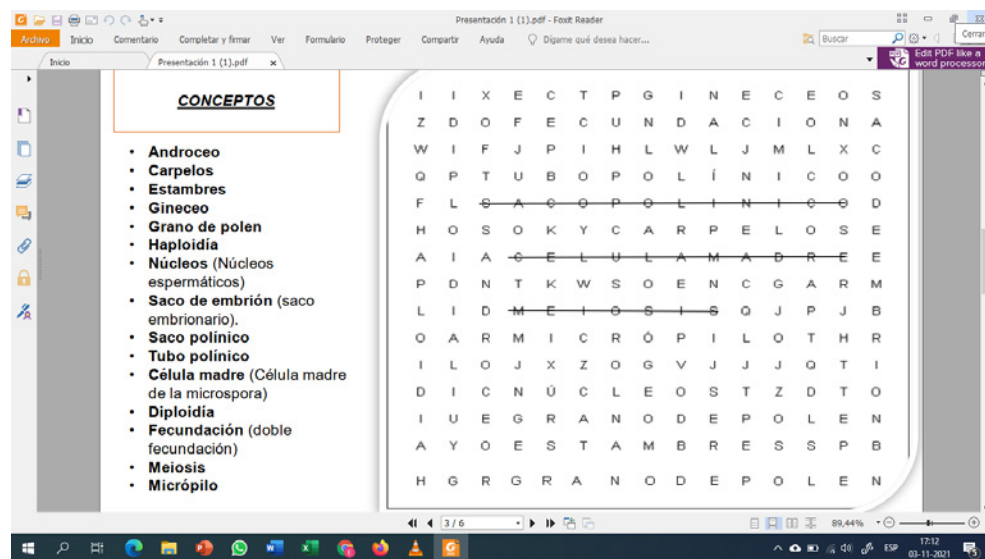 Presentación 1 (1).pdf - Foxit Reader
Cerrar
Archivo Inicio Comentario Completar y firmar Ver Formulario Proteger Compartir Ayuda Dígame qué desea hacer... Buscar
Inicio Presentación 1 (1).pdf Edit PDF like a word processor
CONCEPTOS
• Androceo
• Carpelos
• Estambres
• Gineceo
• Grano de polen
• Haploidía
• Núcleos (Núcleos
espermáticos)
• Saco de embrión (saco
embrionario).
• Saco polínico
• Tubo polínico
• Célula madre (Célula madre
de la microspora)
• Diploidía
• Fecundación (doble
fecundación)
• Meiosis
• Micrópilo
I I X E C T P G I N E C E O S
Z D O F E C U N D A C I O N A
W I F J P I H L W L J M L X C
Q P T U B O P O L Í N I C O O
F L S A C O P O L I N I C O D
H O S O K Y C A R P E L O S E
A I A C E L U L A M A D R E E
P D N T K W S O E N C G A R M
L I D M E I O S I S Q J P J B
O A R M I C R Ó P I L O T H R
I L O J X Z O G V J J J Q T I
D I C N Ú C L E O S T Z D T O
I U E G R A N O D E P O L E N
A Y O E S T A M B R E S S P B
H G R G R A N O D E P O L E N
3 / 6
89,44%
ESP
17:12
03-11-2021